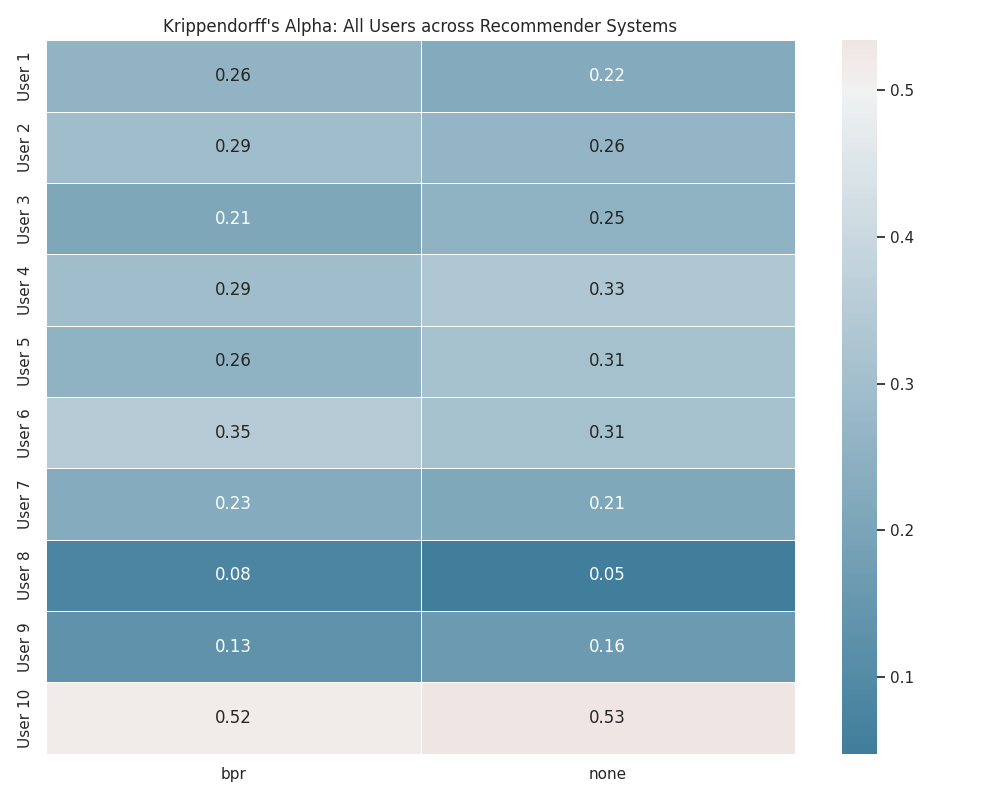 Krippendorff's Alpha: All Users across Recommender Systems
User 1 0.26 0.22
User 2 0.29 0.26
User 3 0.21 0.25
User 4 0.29 0.33
User 5 0.26 0.31
User 6 0.35 0.31
User 7 0.23 0.21
User 8 0.08 0.05
User 9 0.13 0.16
User 10 0.52 0.53
bpr none
0.5
0.4
0.3
0.2
0.1